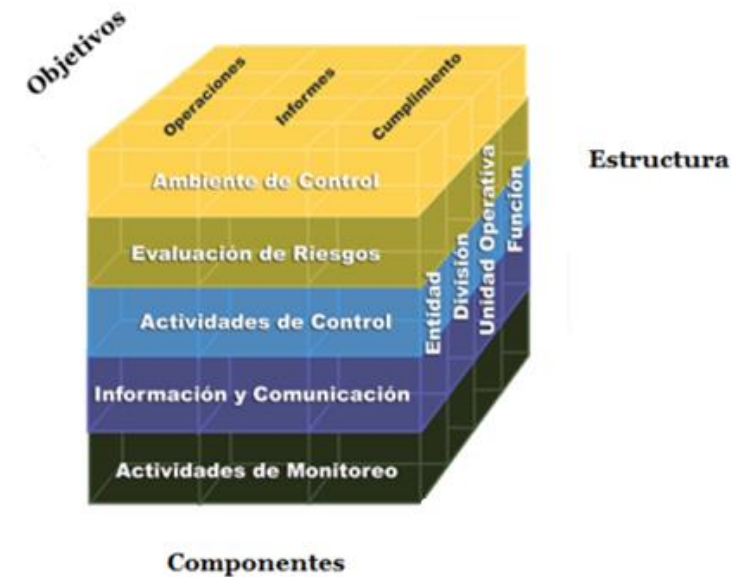 Objetivos
Operaciones
Informes
Cumplimiento
Estructura
Ambiente de Control
Evaluación de Riesgos
Actividades de Control
Información y Comunicación
Actividades de Monitoreo
Entidad
División
Unidad Operativa
Función
Componentes